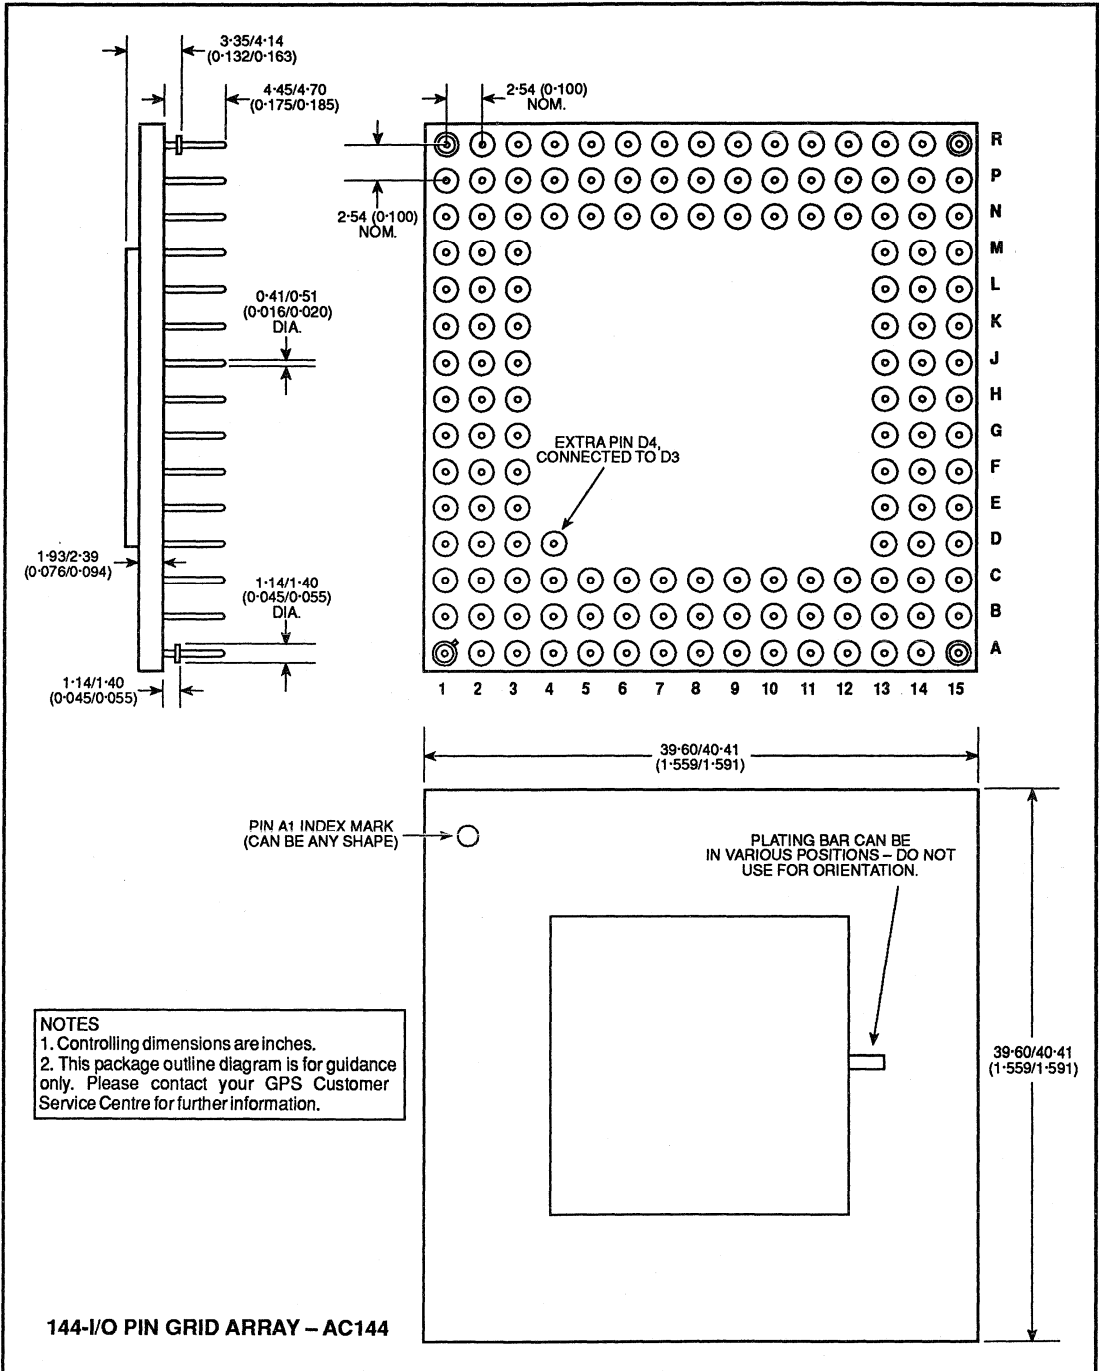 3·35/4·14
(0·132/0·163)
4·45/4·70
(0·175/0·185)
2·54 (0·100)
NOM.
2·54 (0·100)
NOM.
0·41/0·51
(0·016/0·020)
DIA.
EXTRA PIN D4,
CONNECTED TO D3
1·93/2·39
(0·076/0·094)
1·14/1·40
(0·045/0·055)
DIA.
1·14/1·40
(0·045/0·055)
R
P
N
M
L
K
J
H
G
F
E
D
C
B
A
1 2 3 4 5 6 7 8 9 10 11 12 13 14 15
39·60/40·41
(1·559/1·591)
PIN A1 INDEX MARK
(CAN BE ANY SHAPE)
PLATING BAR CAN BE
IN VARIOUS POSITIONS – DO NOT
USE FOR ORIENTATION.
39·60/40·41
(1·559/1·591)
NOTES
1. Controlling dimensions are inches.
2. This package outline diagram is for guidance
only. Please contact your GPS Customer
Service Centre for further information.
144-I/O PIN GRID ARRAY – AC144